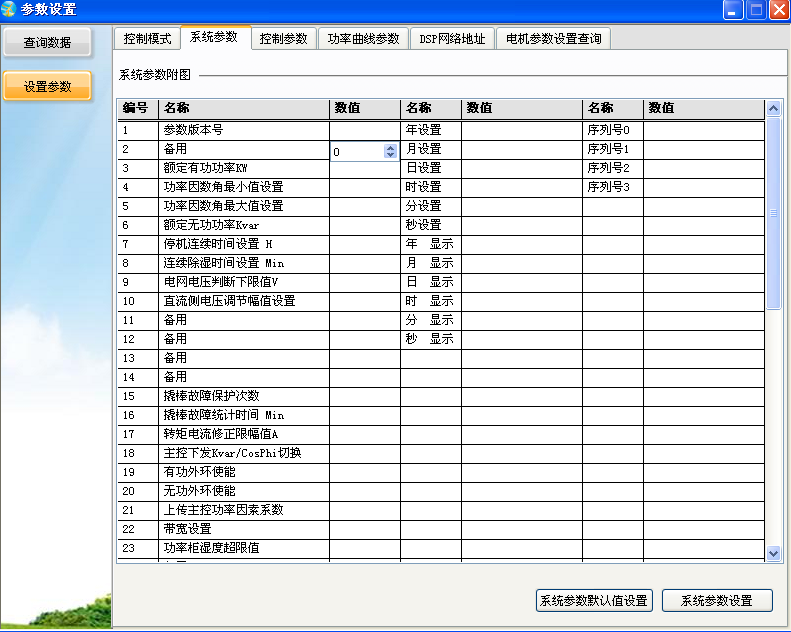 参数设置
查询数据
设置参数
控制模式 系统参数 控制参数 功率曲线参数 DSP网络地址 电机参数设置查询
系统参数附图
编号 名称 数值 名称 数值 名称 数值
1 参数版本号 年设置 序列号0
2 备用 0 月设置 序列号1
3 额定有功功率KW 日设置 序列号2
4 功率因数角最小值设置 时设置 序列号3
5 功率因数角最大值设置 分设置
6 额定无功功率Kvar 秒设置
7 停机连续时间设置 H 年 显示
8 连续除湿时间设置 Min 月 显示
9 电网电压判断下限值V 日 显示
10 直流侧电压调节幅值设置 时 显示
11 备用 分 显示
12 备用 秒 显示
13 备用
14 备用
15 撬棒故障保护次数
16 撬棒故障统计时间 Min
17 转矩电流修正限幅值A
18 主控下发Kvar/CosPhi切换
19 有功外环使能
20 无功外环使能
21 上传主控功率因素系数
22 带宽设置
23 功率柜湿度超限值
系统参数默认值设置 系统参数设置